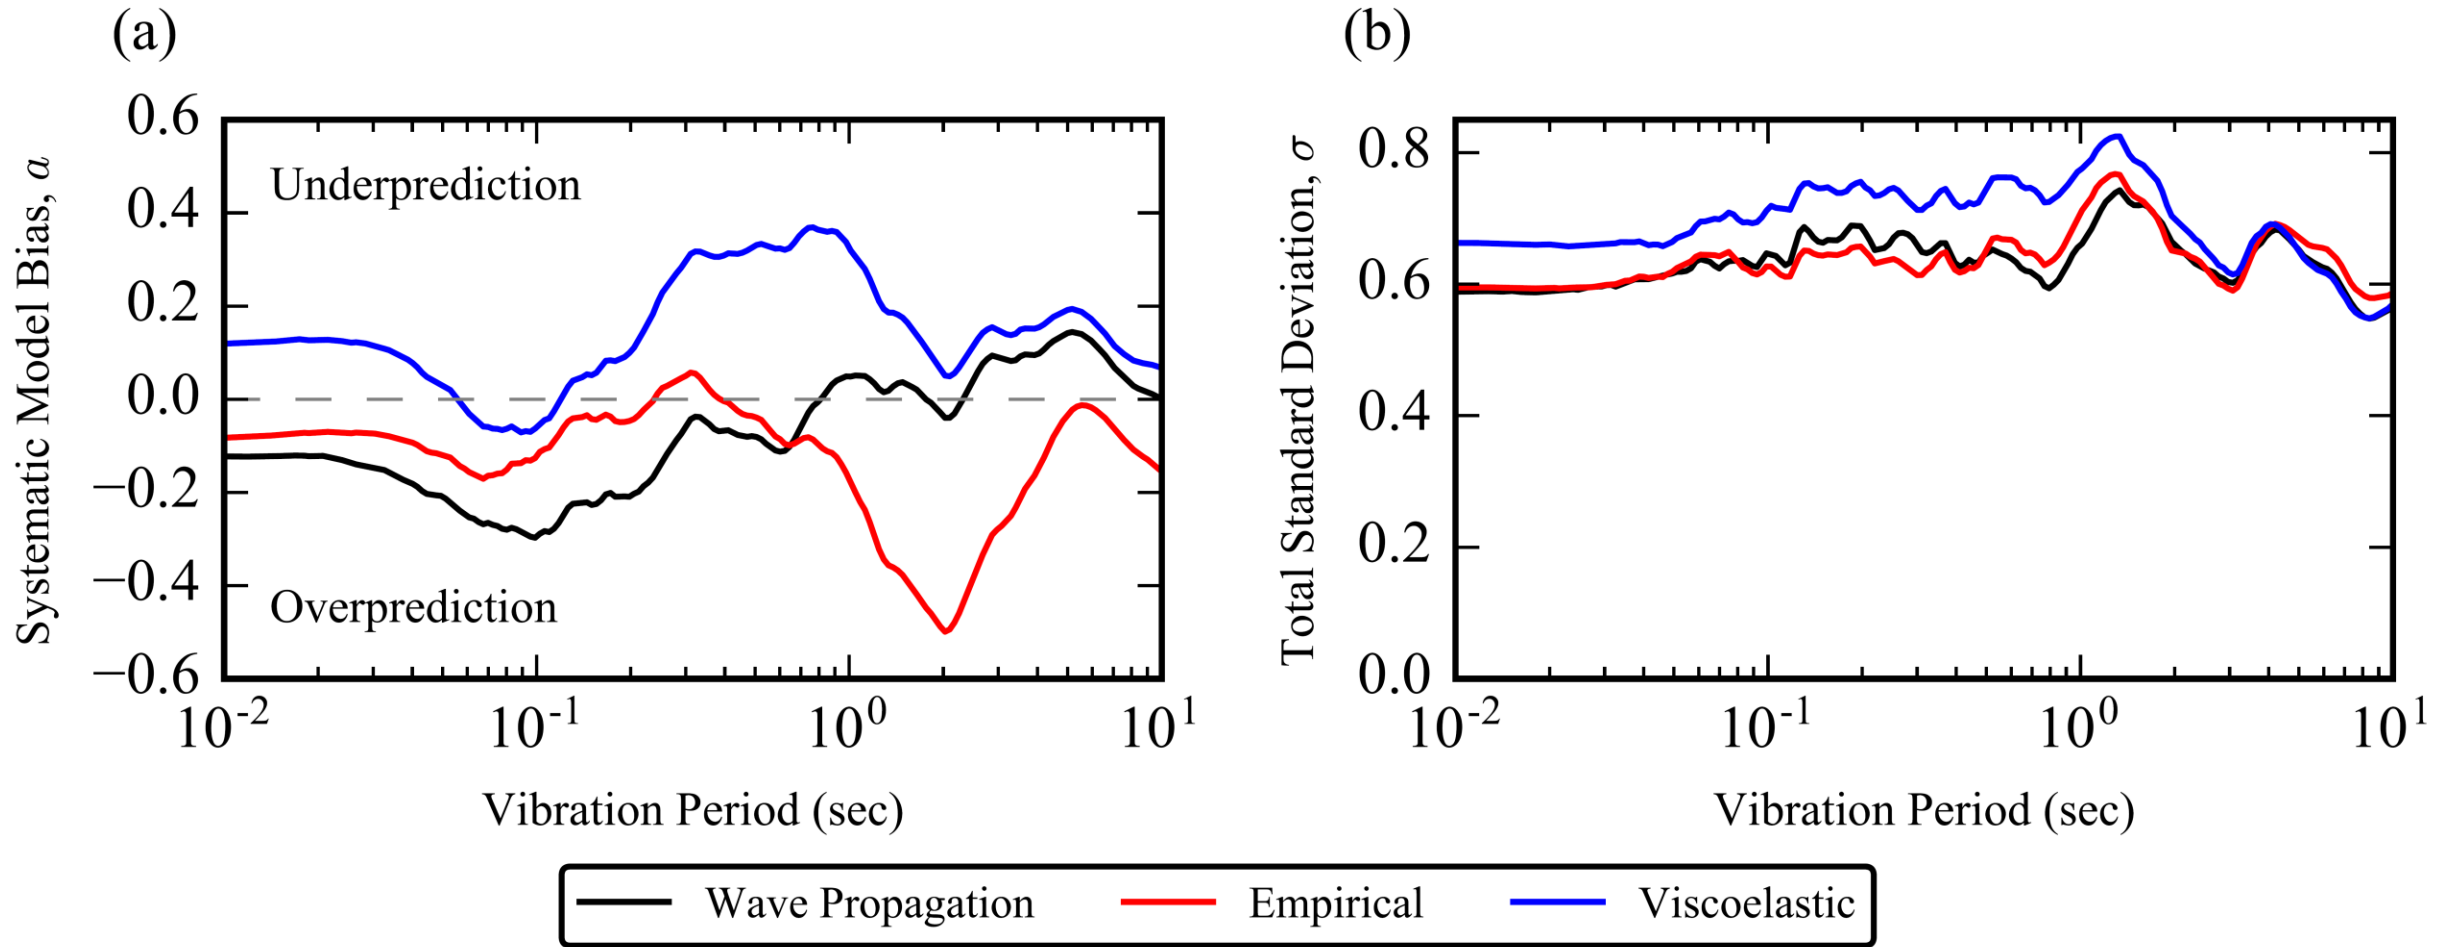 (a)
(b)
Systematic Model Bias, a
0.6
0.4
0.2
0.0
−0.2
−0.4
−0.6
Underprediction
Overprediction
10-2
10-1
100
101
Vibration Period (sec)
Total Standard Deviation, σ
0.8
0.6
0.4
0.2
0.0
10-2
10-1
100
101
Vibration Period (sec)
Wave Propagation
Empirical
Viscoelastic